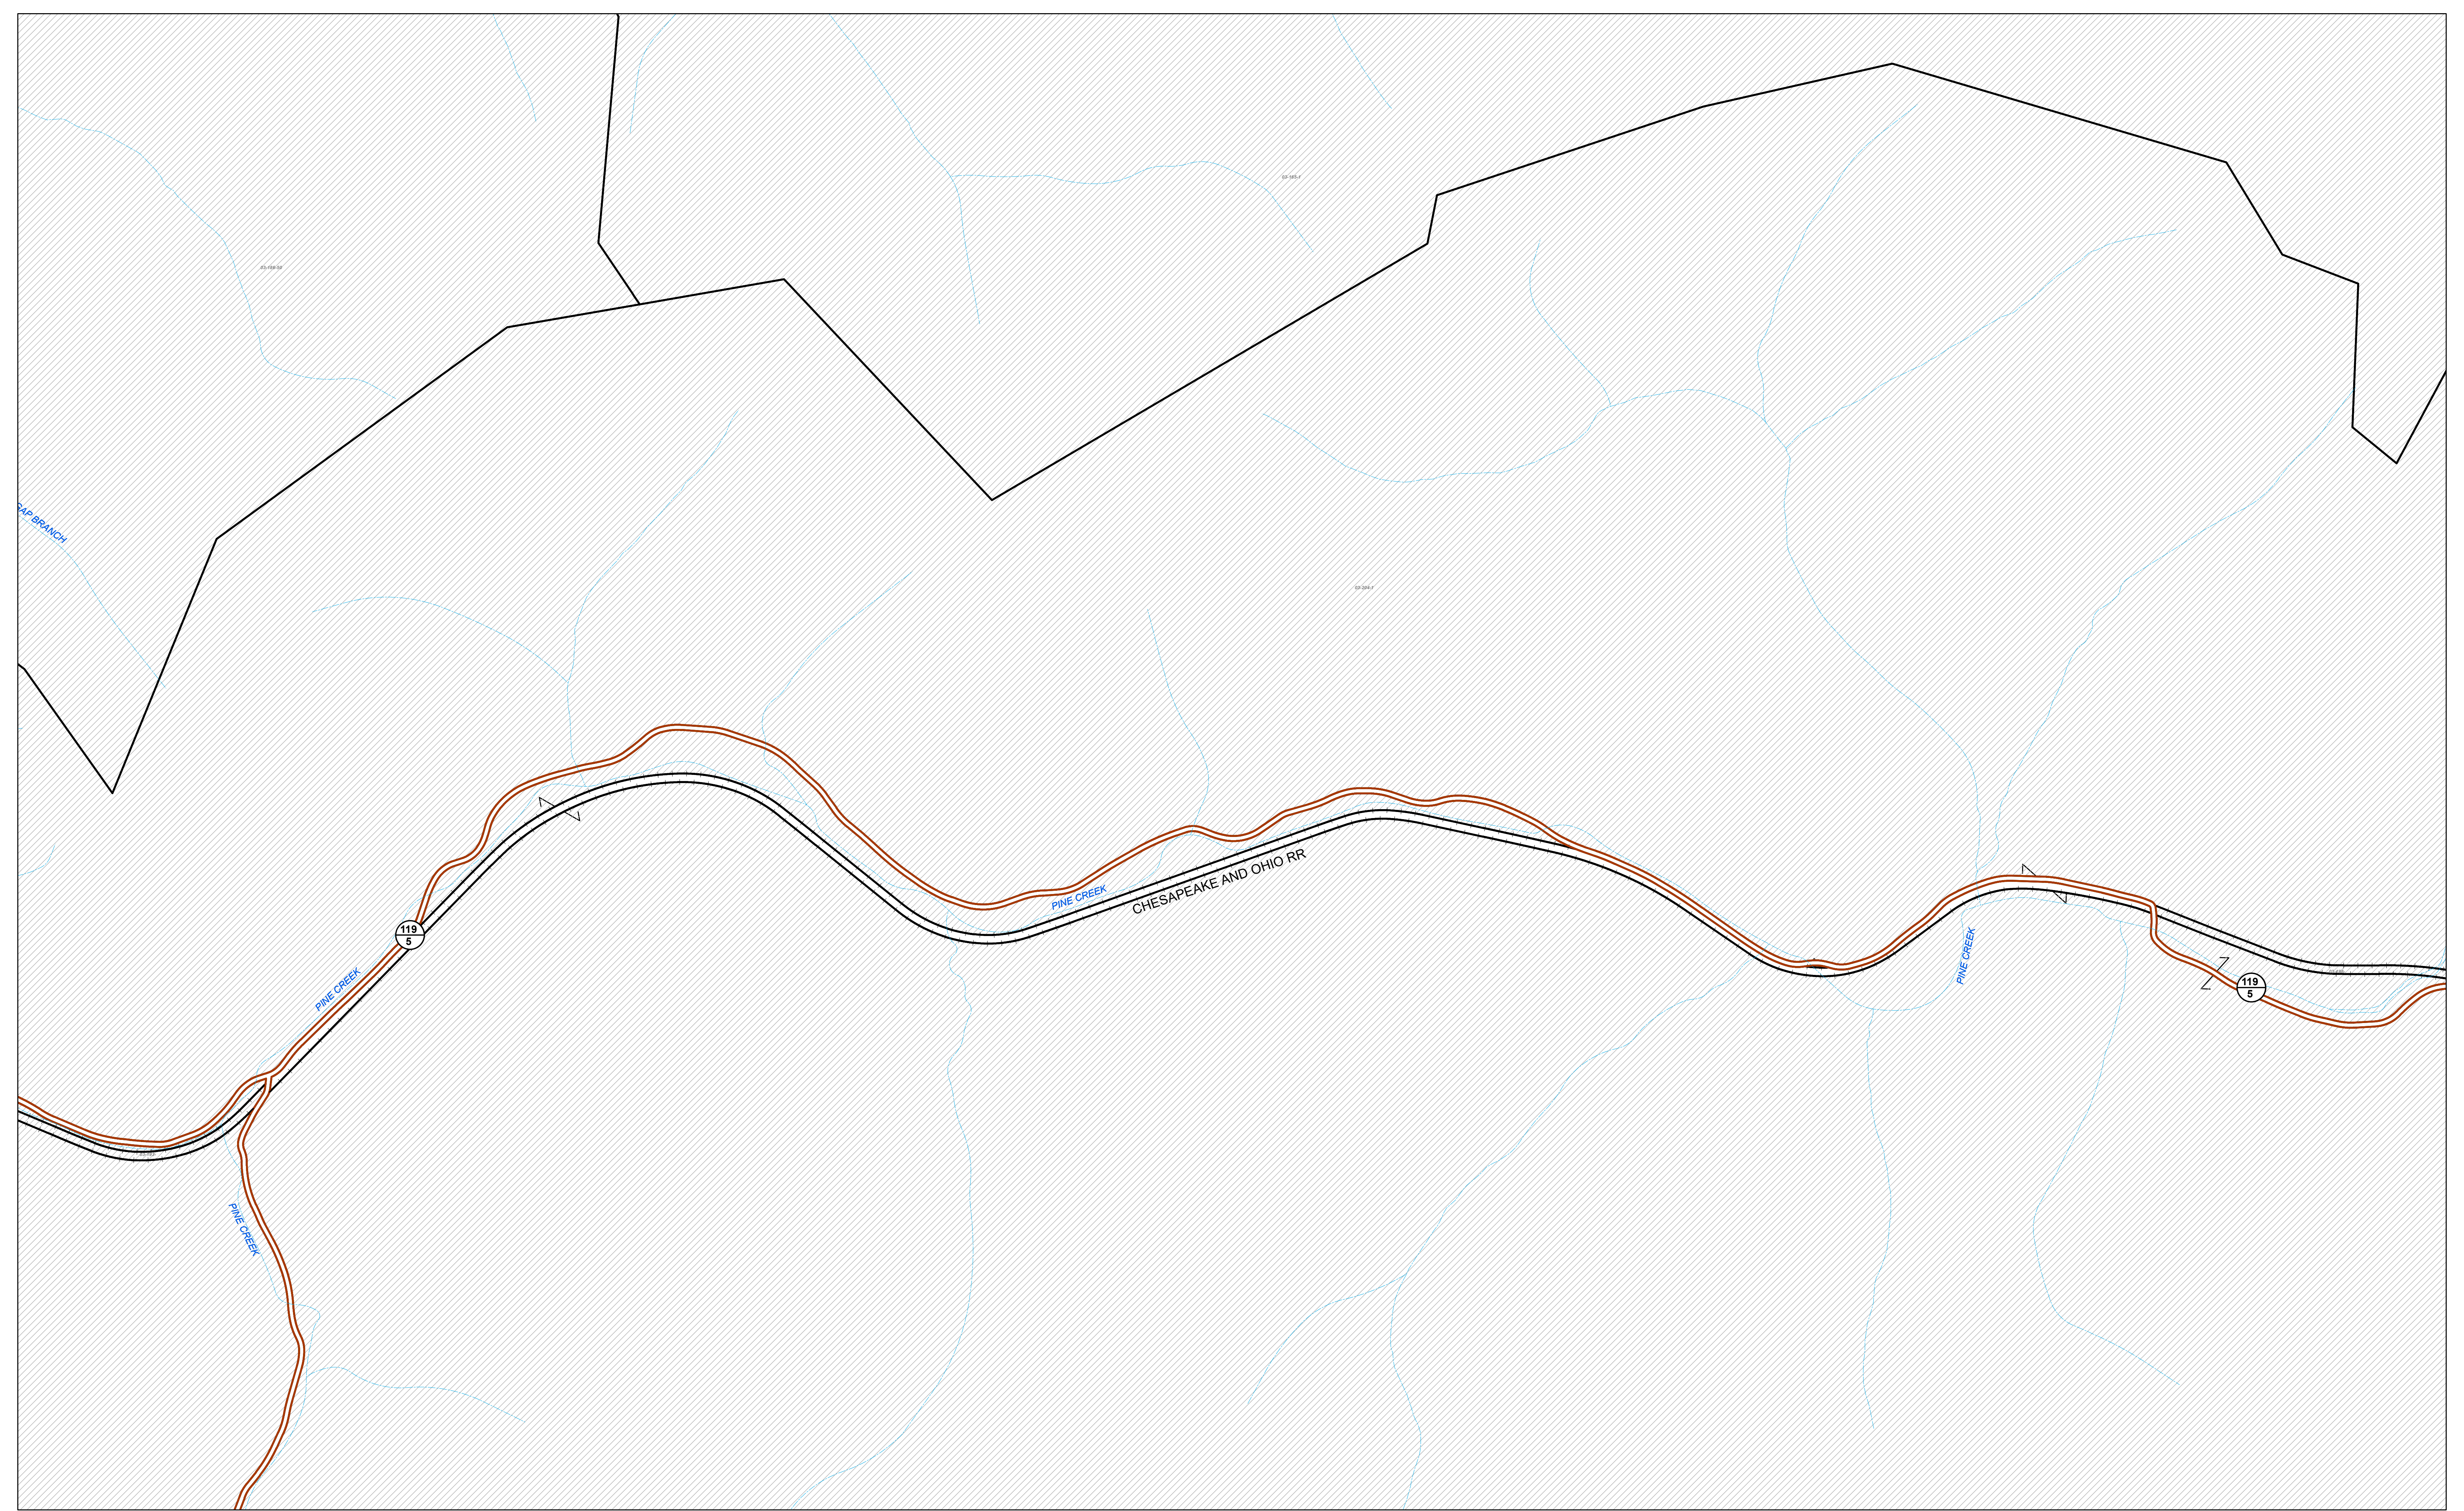 GAP BRANCH
PINE CREEK
CHESAPEAKE AND OHIO RR
119
5
PINE CREEK
PINE CREEK
119
5
PINE CREEK